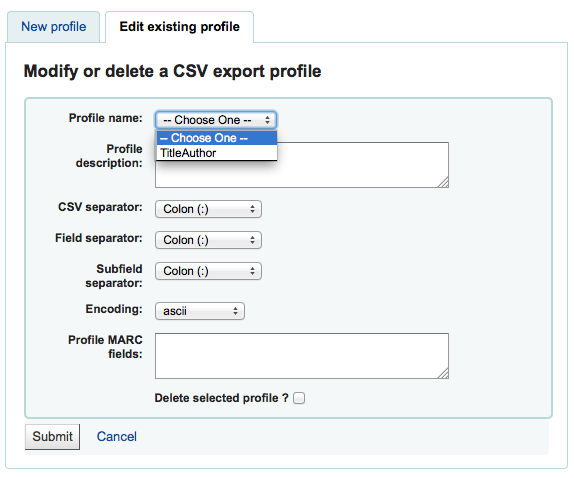 New profile
Edit existing profile
Modify or delete a CSV export profile
Profile name:
-- Choose One --
-- Choose One --
TitleAuthor
Profile
description:
CSV separator:
Colon (:)
Field separator:
Colon (:)
Subfield
separator:
Colon (:)
Encoding:
ascii
Profile MARC
fields:
Delete selected profile ?
Submit
Cancel